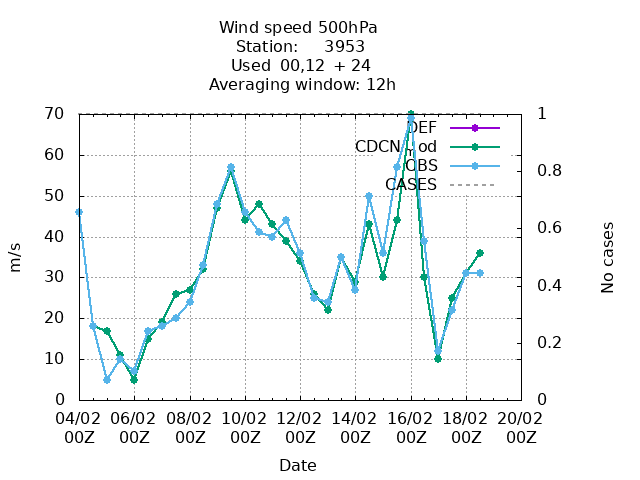 Wind speed 500hPa
Station: 3953
Used 00,12 + 24
Averaging window: 12h
70 1
DEF
60
CDCN_od
0.8
OBS
50
CASES
0.6
40
m/s
No cases
30
0.4
20
0.2
10
0 0
04/02 06/02 08/02 10/02 12/02 14/02 16/02 18/02 20/02
00Z 00Z 00Z 00Z 00Z 00Z 00Z 00Z 00Z
Date